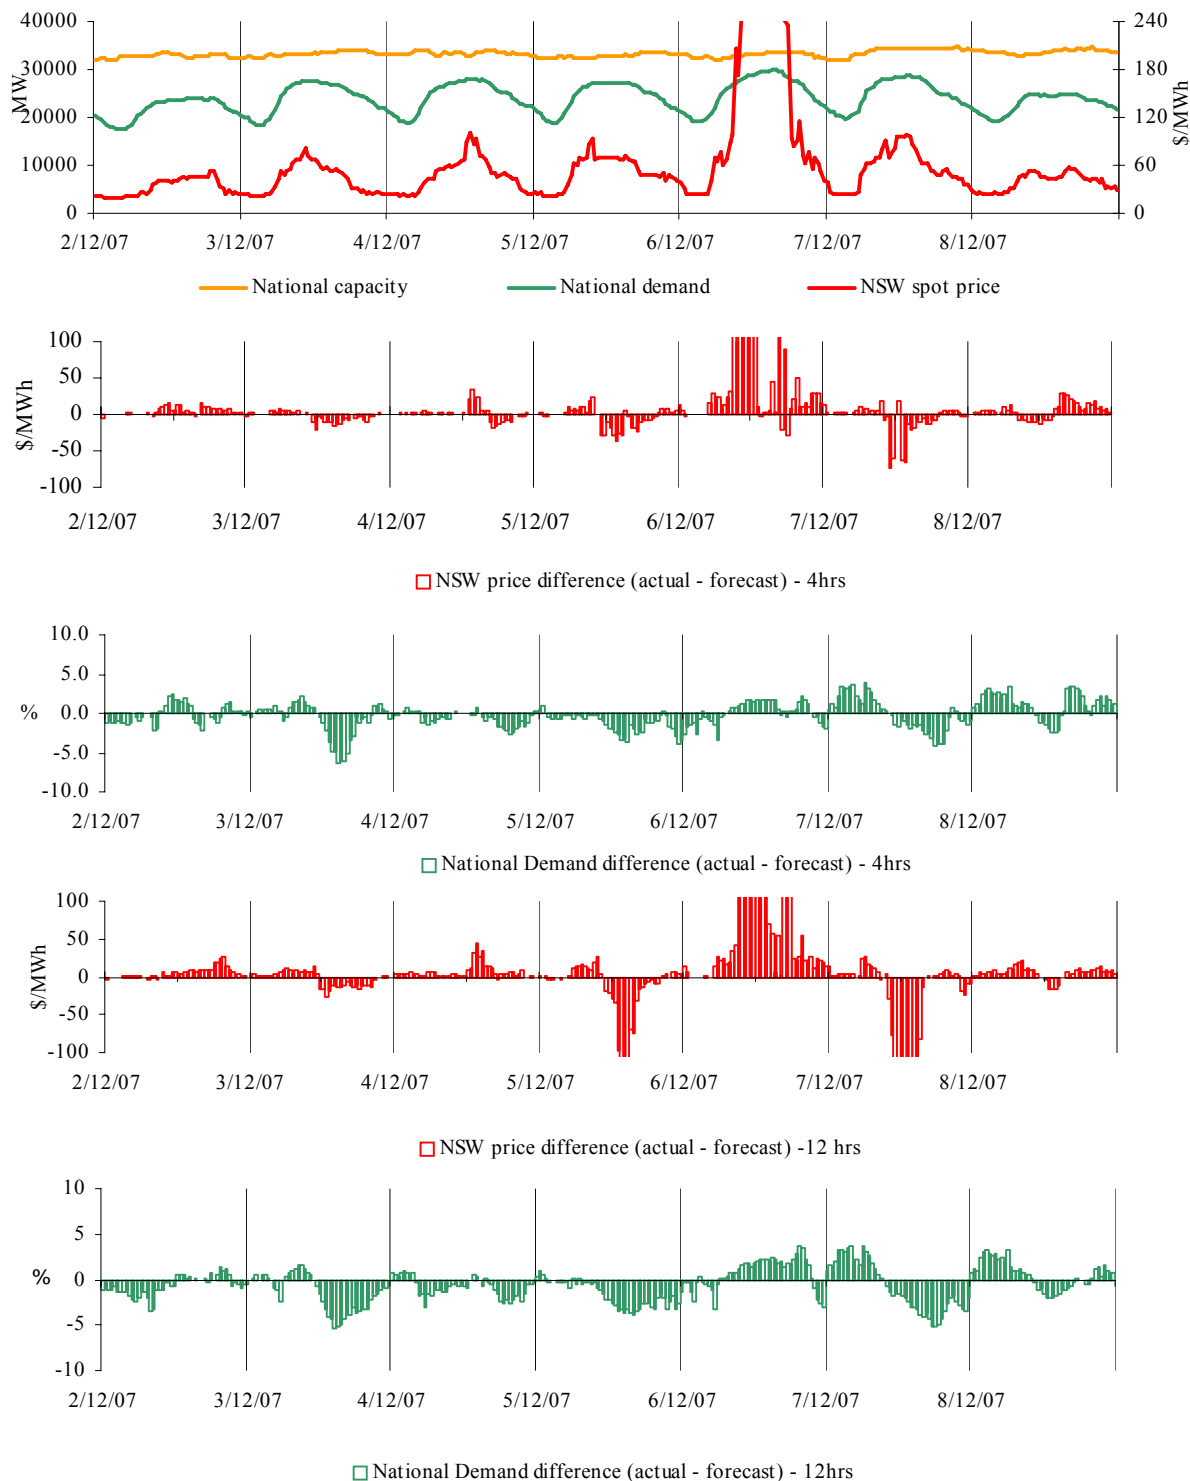 40000 240
30000 180
MW
20000 120
$/MWh
10000 60
0 0
2/12/07 3/12/07 4/12/07 5/12/07 6/12/07 7/12/07 8/12/07
National capacity National demand NSW spot price
100
50
$/MWh
0
-50
-100
2/12/07 3/12/07 4/12/07 5/12/07 6/12/07 7/12/07 8/12/07
NSW price difference (actual - forecast) - 4hrs
10.0
5.0
% 0.0
-5.0
-10.0
2/12/07 3/12/07 4/12/07 5/12/07 6/12/07 7/12/07 8/12/07
National Demand difference (actual - forecast) - 4hrs
100
50
$/MWh
0
-50
-100
2/12/07 3/12/07 4/12/07 5/12/07 6/12/07 7/12/07 8/12/07
NSW price difference (actual - forecast) -12 hrs
10
5
% 0
-5
-10
2/12/07 3/12/07 4/12/07 5/12/07 6/12/07 7/12/07 8/12/07
National Demand difference (actual - forecast) - 12hrs